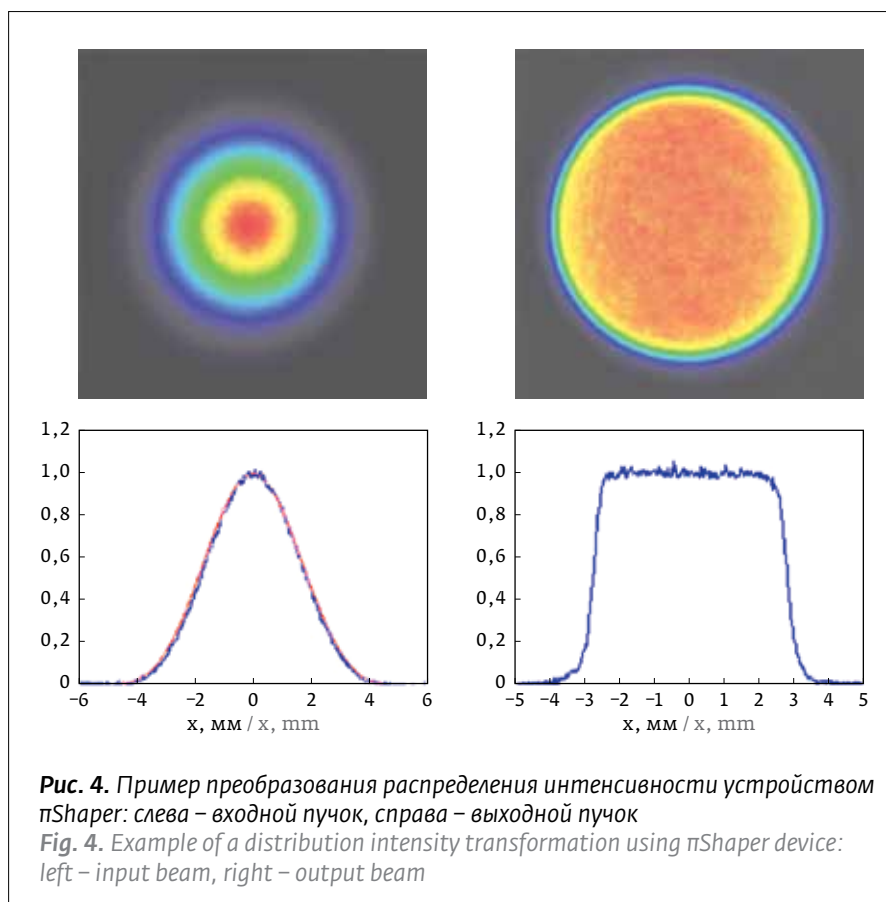 1,2
1,0
0,8
0,6
0,4
0,2
0
−6 −4 −2 0 2 4 6
x, мм / x, mm
1,2
1,0
0,8
0,6
0,4
0,2
0
−5 −4 −3 −2 −1 0 1 2 3 4 5
x, мм / x, mm
Рис. 4. Пример преобразования распределения интенсивности устройством
πShaper: слева – входной пучок, справа – выходной пучок
Fig. 4. Example of a distribution intensity transformation using πShaper device:
left – input beam, right – output beam